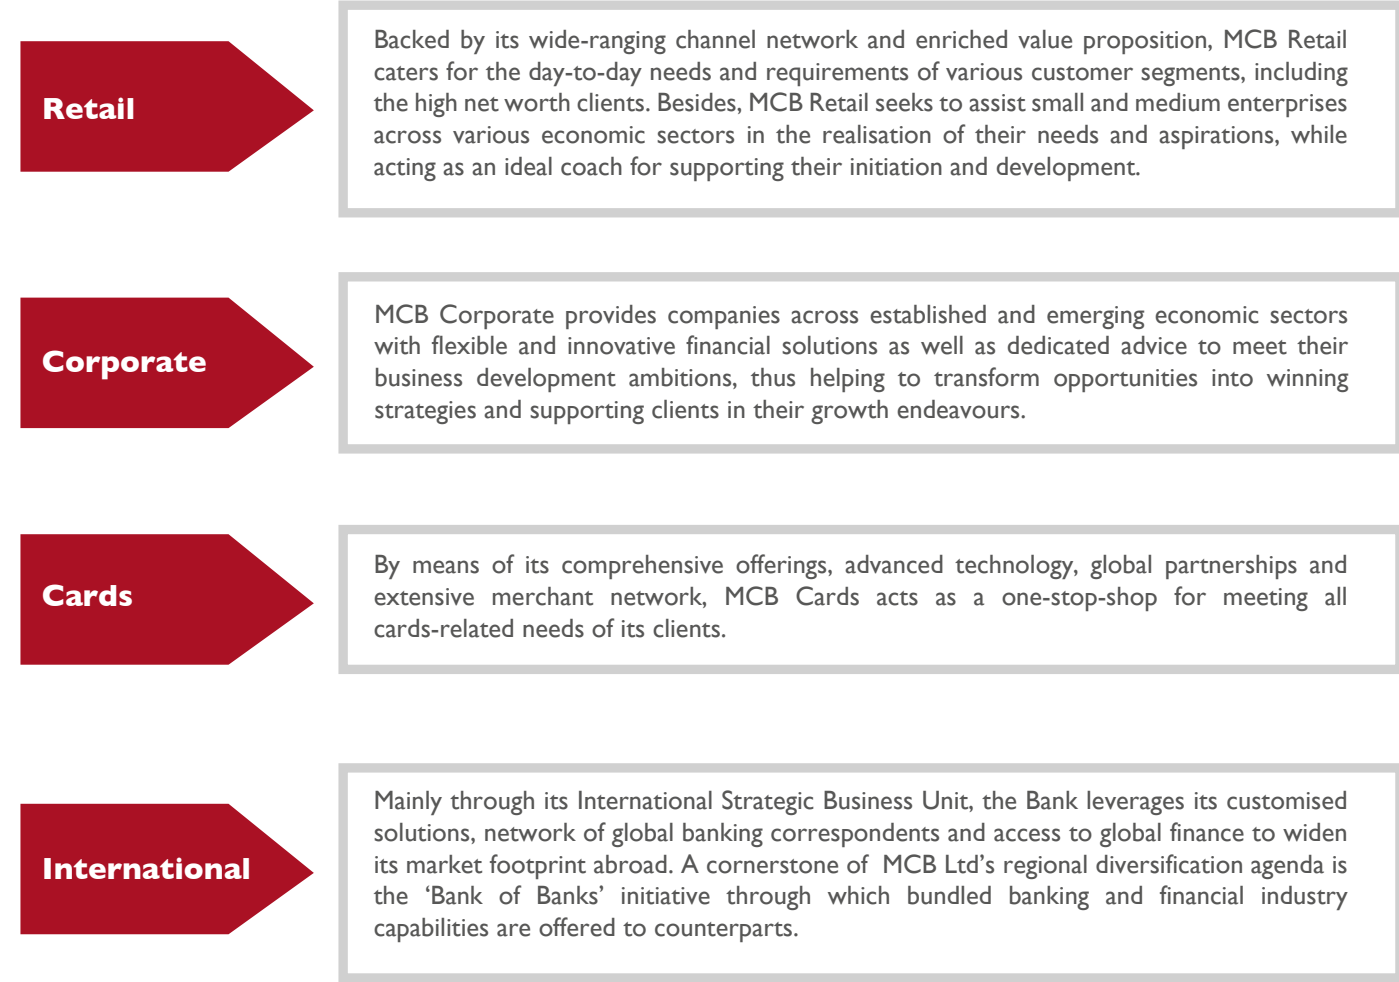 Retail
Backed by its wide-ranging channel network and enriched value proposition, MCB Retail
caters for the day-to-day needs and requirements of various customer segments, including
the high net worth clients. Besides, MCB Retail seeks to assist small and medium enterprises
across various economic sectors in the realisation of their needs and aspirations, while
acting as an ideal coach for supporting their initiation and development.
Corporate
MCB Corporate provides companies across established and emerging economic sectors
with flexible and innovative financial solutions as well as dedicated advice to meet their
business development ambitions, thus helping to transform opportunities into winning
strategies and supporting clients in their growth endeavours.
Cards
By means of its comprehensive offerings, advanced technology, global partnerships and
extensive merchant network, MCB Cards acts as a one-stop-shop for meeting all
cards-related needs of its clients.
International
Mainly through its International Strategic Business Unit, the Bank leverages its customised
solutions, network of global banking correspondents and access to global finance to widen
its market footprint abroad. A cornerstone of MCB Ltd’s regional diversification agenda is
the ‘Bank of Banks’ initiative through which bundled banking and financial industry
capabilities are offered to counterparts.